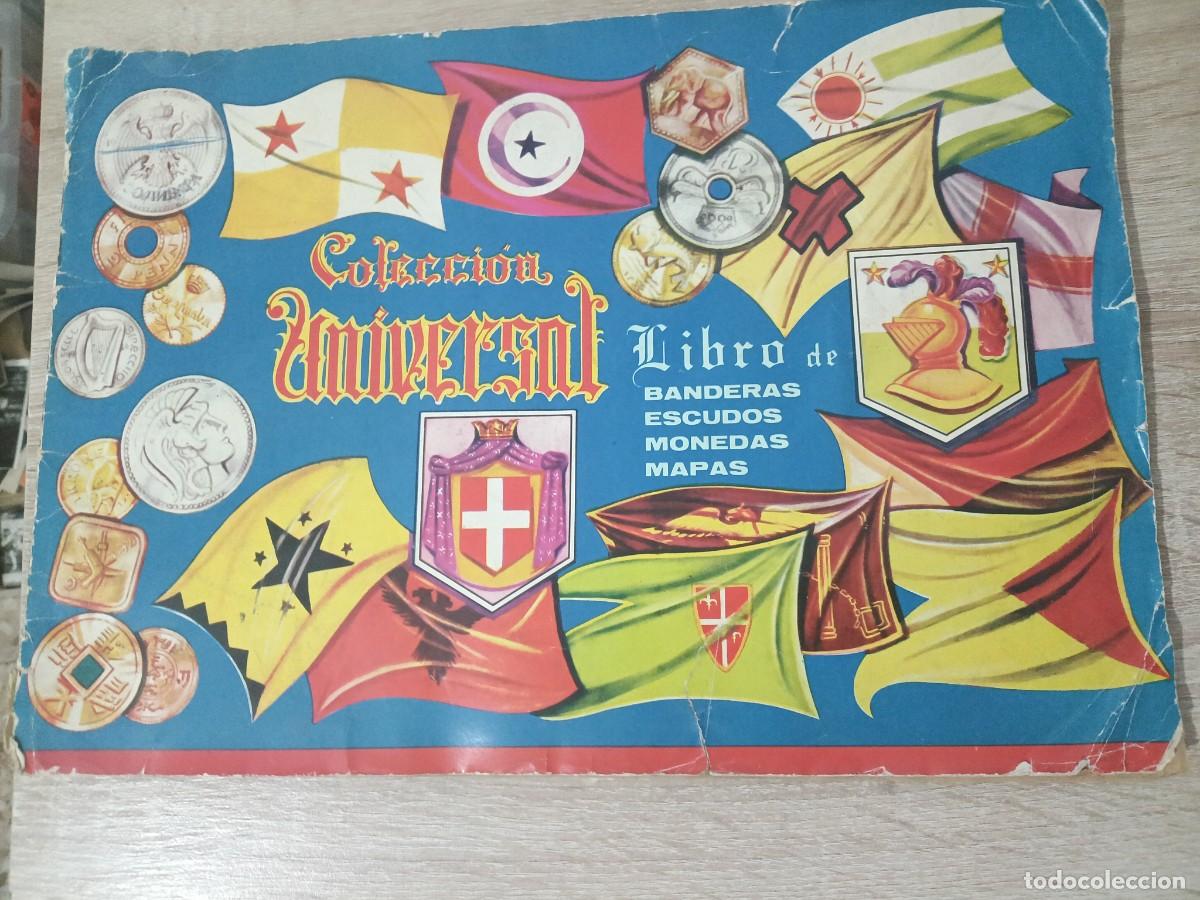 Colección
Universal
Libro de
BANDERAS
ESCUDOS
MONEDAS
MAPAS
todocoleccion